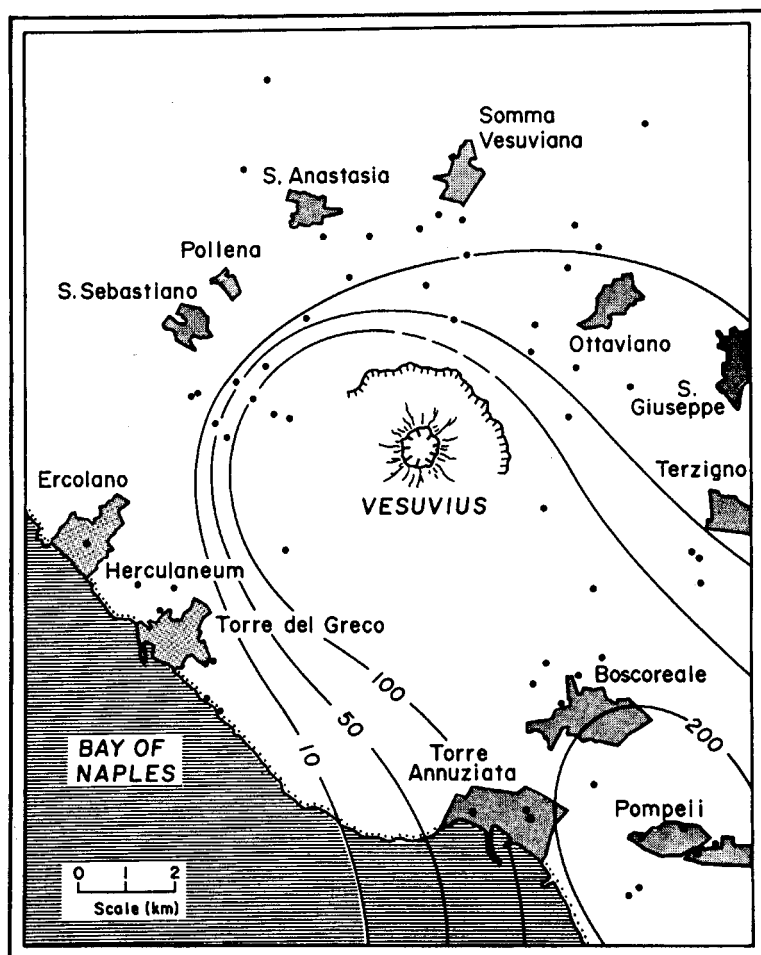 Somma
Vesuviana
S. Anastasia
Pollena
S. Sebastiano
Ottaviano
S.
Giuseppe
Ercolano
VESUVIUS
Terzigno
Herculaneum
Torre del Greco
Boscoreale
100
200
50
10
BAY OF
NAPLES
Torre
Annuziata
Pompeii
0 1 2
Scale (km)